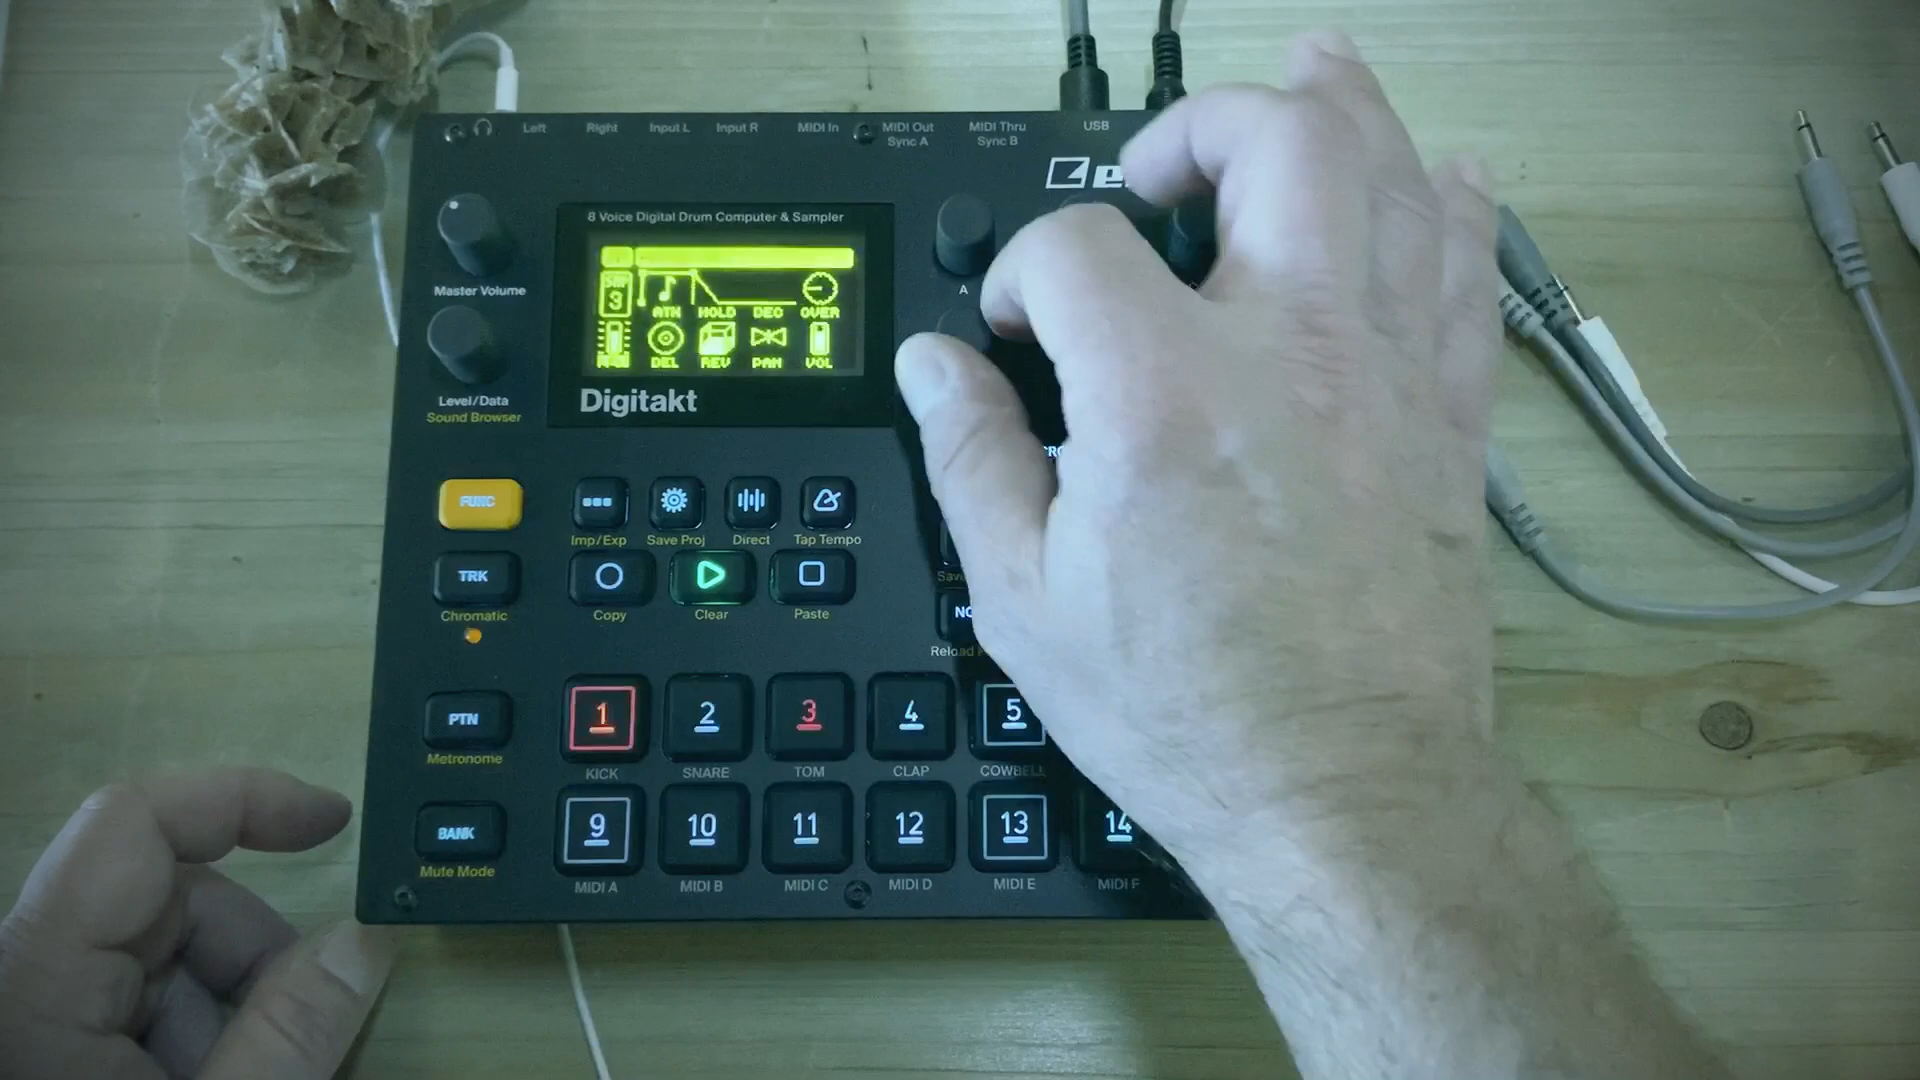 Left Right Input L Input R MIDI In MIDI Out MIDI Thru USB
Sync A Sync B
8 Voice Digital Drum Computer & Sampler
3
ATN HOLD DEC OVER
DEL REV PAN VOL
Digitakt
Master Volume
A
Level/Data
Sound Browser
FUNC
Imp/Exp Save Proj Direct Tap Tempo
TRK
Chromatic
Copy Clear Paste
Reload
PTN
Metronome
1 2 3 4 5
KICK SNARE TOM CLAP COWBELL
BANK
Mute Mode
9 10 11 12 13 14
MIDI A MIDI B MIDI C MIDI D MIDI E MIDI F